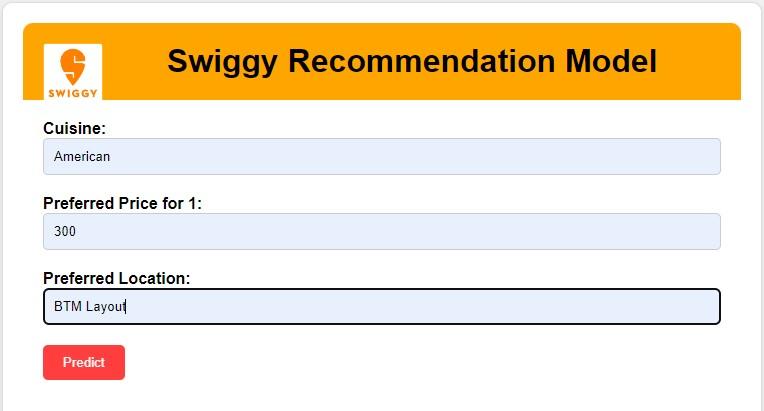 Swiggy Recommendation Model
SWIGGY
Cuisine:
American
Preferred Price for 1:
300
Preferred Location:
BTM Layout
Predict